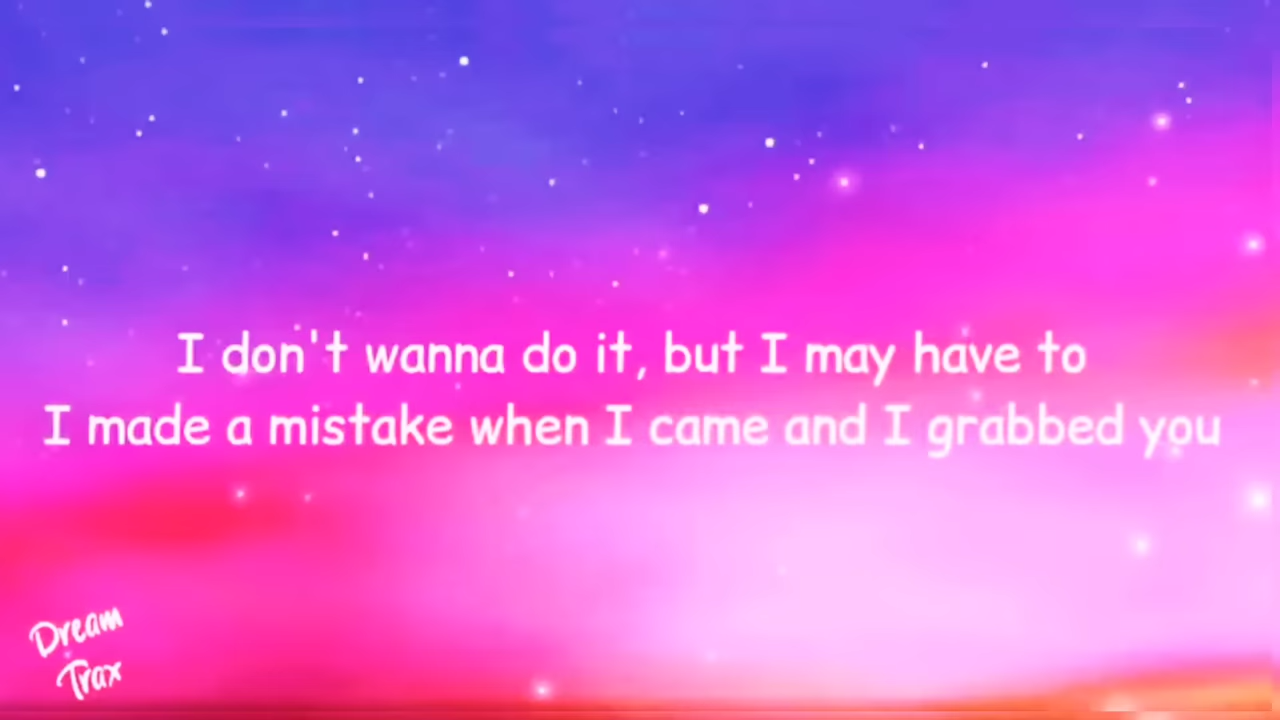 I don't wanna do it, but I may have to
I made a mistake when I came and I grabbed you
Dream
Trax